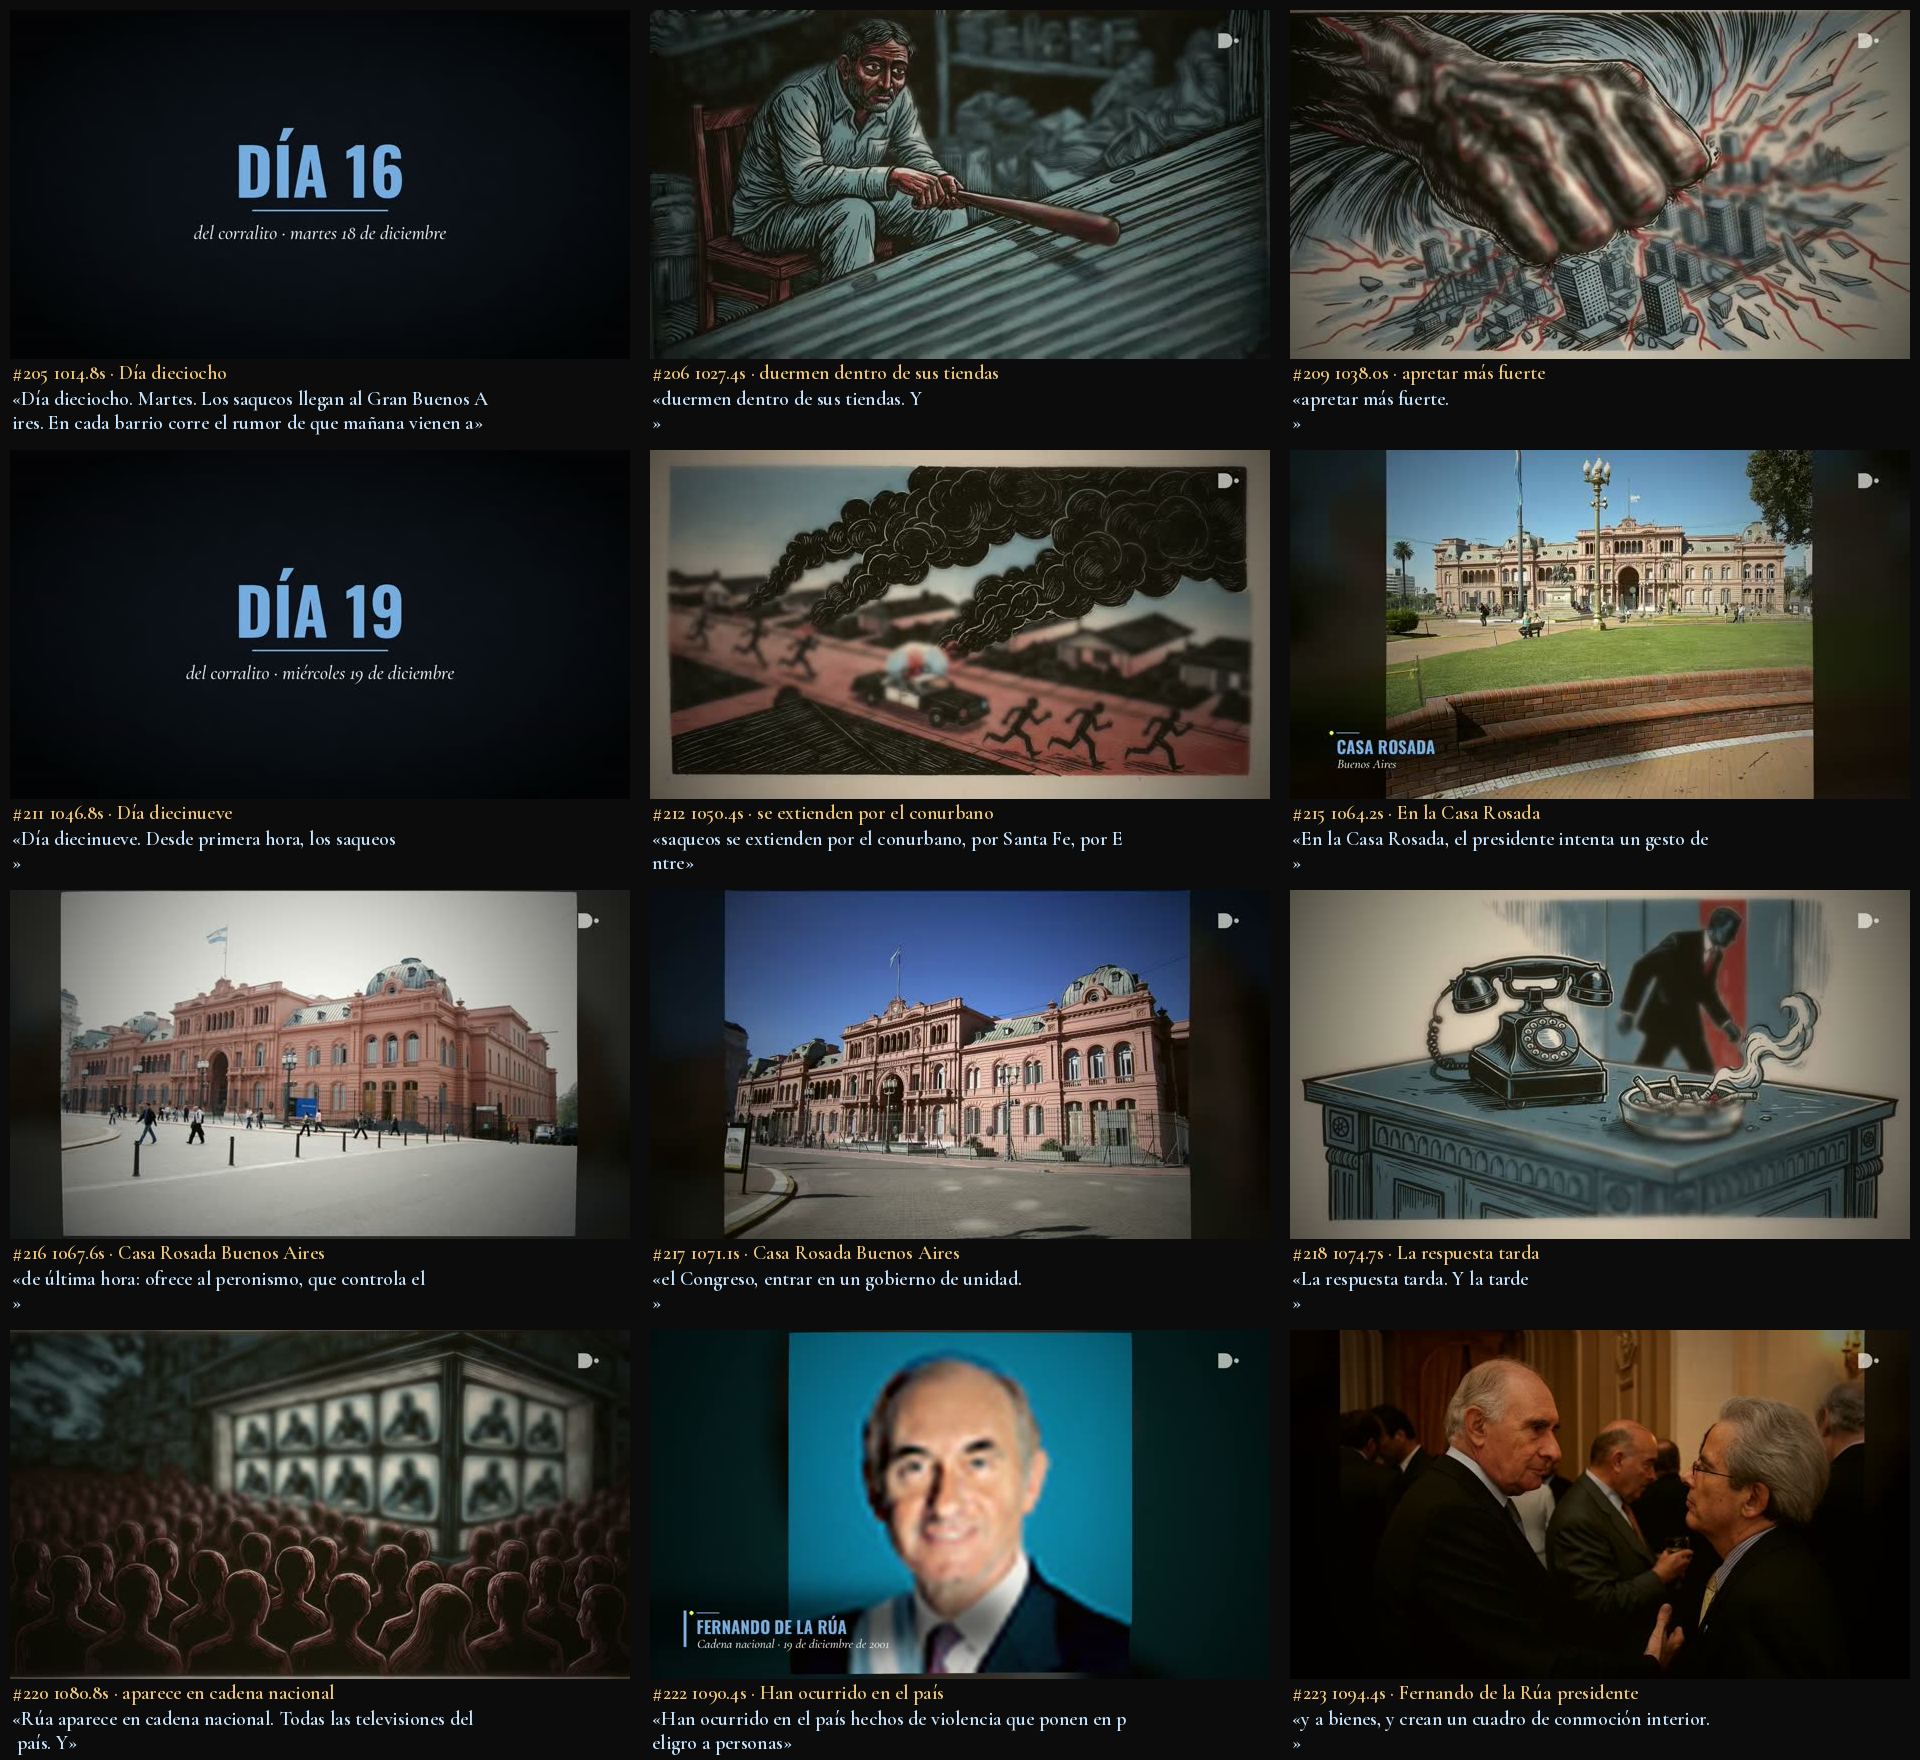 DÍA 16
del corralito · martes 18 de diciembre
#205 1014.8s · Día dieciocho
«Día dieciocho. Martes. Los saqueos llegan al Gran Buenos A
ires. En cada barrio corre el rumor de que mañana vienen a»
#206 1027.4s · duermen dentro de sus tiendas
«duermen dentro de sus tiendas. Y
»
#209 1038.0s · apretar más fuerte
«apretar más fuerte.
»
DÍA 19
del corralito · miércoles 19 de diciembre
#211 1046.8s · Día diecinueve
«Día diecinueve. Desde primera hora, los saqueos
»
#212 1050.4s · se extienden por el conurbano
«saqueos se extienden por el conurbano, por Santa Fe, por E
ntre»
CASA ROSADA
Buenos Aires
#215 1064.2s · En la Casa Rosada
«En la Casa Rosada, el presidente intenta un gesto de
»
#216 1067.6s · Casa Rosada Buenos Aires
«de última hora: ofrece al peronismo, que controla el
»
#217 1071.1s · Casa Rosada Buenos Aires
«el Congreso, entrar en un gobierno de unidad.
»
#218 1074.7s · La respuesta tarda
«La respuesta tarda. Y la tarde
»
#220 1080.8s · aparece en cadena nacional
«Rúa aparece en cadena nacional. Todas las televisiones del
país. Y»
FERNANDO DE LA RÚA
Cadena nacional · 19 de diciembre de 2001
#222 1090.4s · Han ocurrido en el país
«Han ocurrido en el país hechos de violencia que ponen en p
eligro a personas»
#223 1094.4s · Fernando de la Rúa presidente
«y a bienes, y crean un cuadro de conmoción interior.
»